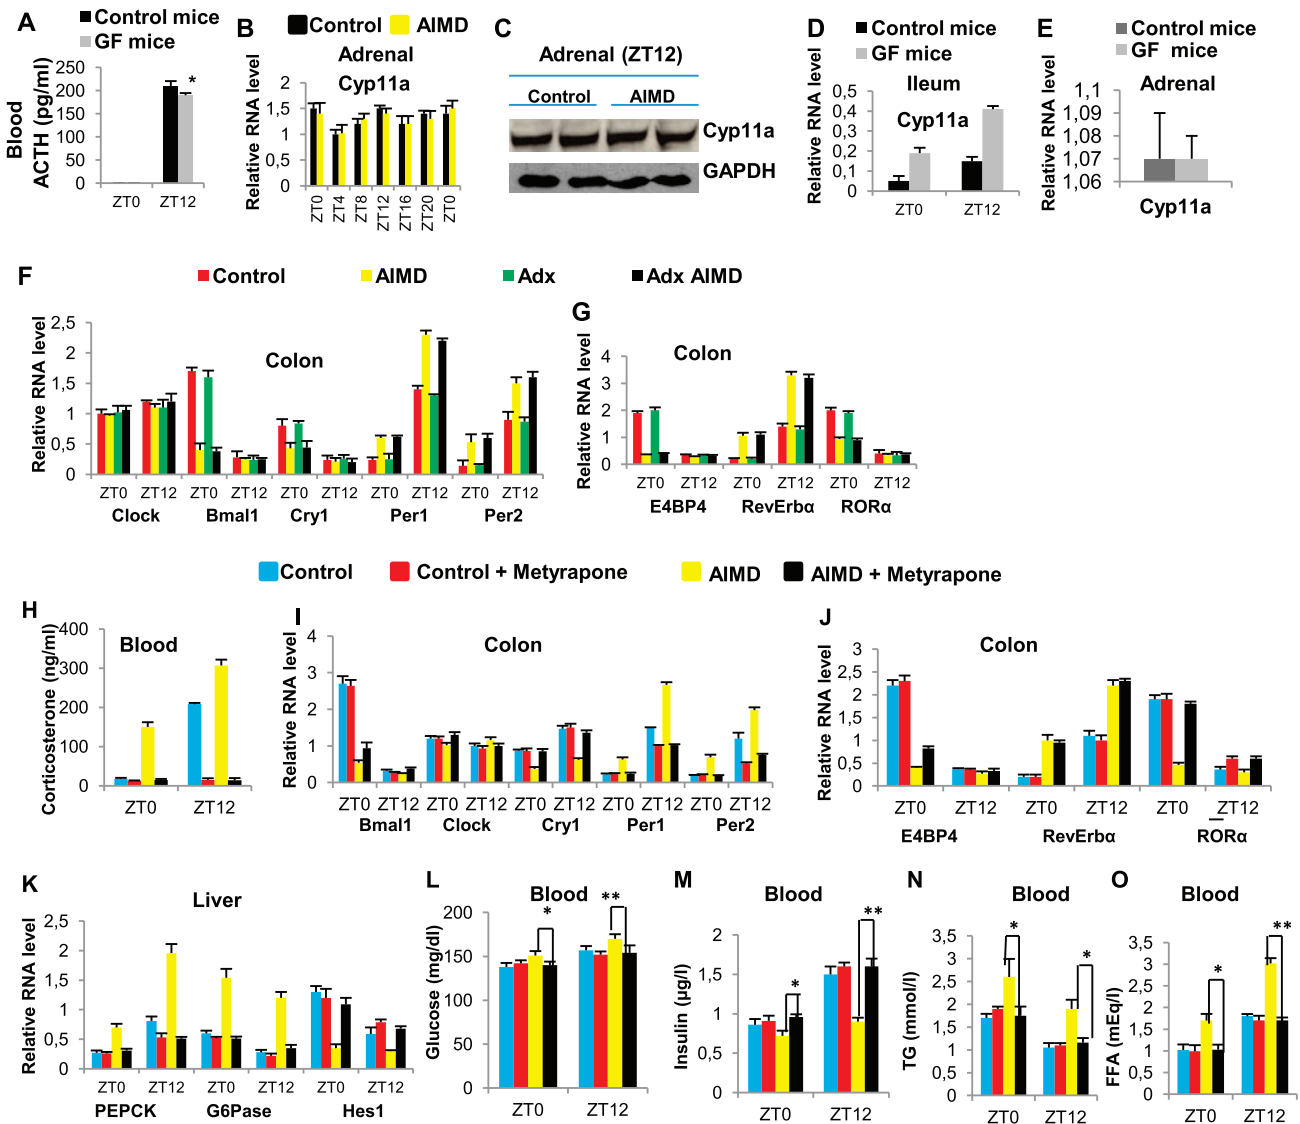 A
Control mice
GF mice
Blood
ACTH (pg/ml)
250
200
150
100
50
0
*
ZT0 ZT12
B
Control AIMD
Adrenal
Cyp11a
Relative RNA level
2
1,5
1
0,5
0
ZT0 ZT4 ZT8 ZT12 ZT16 ZT20 ZT0
C
Adrenal (ZT12)
Control AIMD
Cyp11a
GAPDH
D
Control mice
GF mice
Ileum
Cyp11a
Relative RNA level
0,5
0,4
0,3
0,2
0,1
0
ZT0 ZT12
E
Control mice
GF mice
Adrenal
Relative RNA level
1,1
1,09
1,08
1,07
1,06
Cyp11a
F
Control AIMD Adx Adx AIMD
Colon
Relative RNA level
2,5
2
1,5
1
0,5
0
ZT0 ZT12 ZT0 ZT12 ZT0 ZT12 ZT0 ZT12 ZT0 ZT12
Clock Bmal1 Cry1 Per1 Per2
G
Colon
Relative RNA level
4
3
2
1
0
ZT0 ZT12 ZT0 ZT12 ZT0 ZT12
E4BP4 RevErbα RORα
Control Control + Metyrapone AIMD AIMD + Metyrapone
H
Blood
Corticosterone (ng/ml)
400
300
200
100
0
ZT0 ZT12
I
Colon
Relative RNA level
4
3
2
1
0
ZT0 ZT12 ZT0 ZT12 ZT0 ZT12 ZT0 ZT12 ZT0 ZT12
Bmal1 Clock Cry1 Per1 Per2
J
Colon
Relative RNA level
3
2,5
2
1,5
1
0,5
0
ZT0 ZT12 ZT0 ZT12 ZT0 ZT12
E4BP4 RevErbα RORα
K
Liver
Relative RNA level
2,5
2
1,5
1
0,5
0
ZT0 ZT12 ZT0 ZT12 ZT0 ZT12
PEPCK G6Pase Hes1
L
Blood
Glucose (mg/dl)
200
150
100
50
0
* **
ZT0 ZT12
M
Blood
Insulin (µg/l)
2
1,5
1
0,5
0
* **
ZT0 ZT12
N
Blood
TG (mmol/l)
3,5
3
2,5
2
1,5
1
0,5
0
* *
ZT0 ZT12
O
Blood
FFA (mEq/l)
3,5
3
2,5
2
1,5
1
0,5
0
* **
ZT0 ZT12